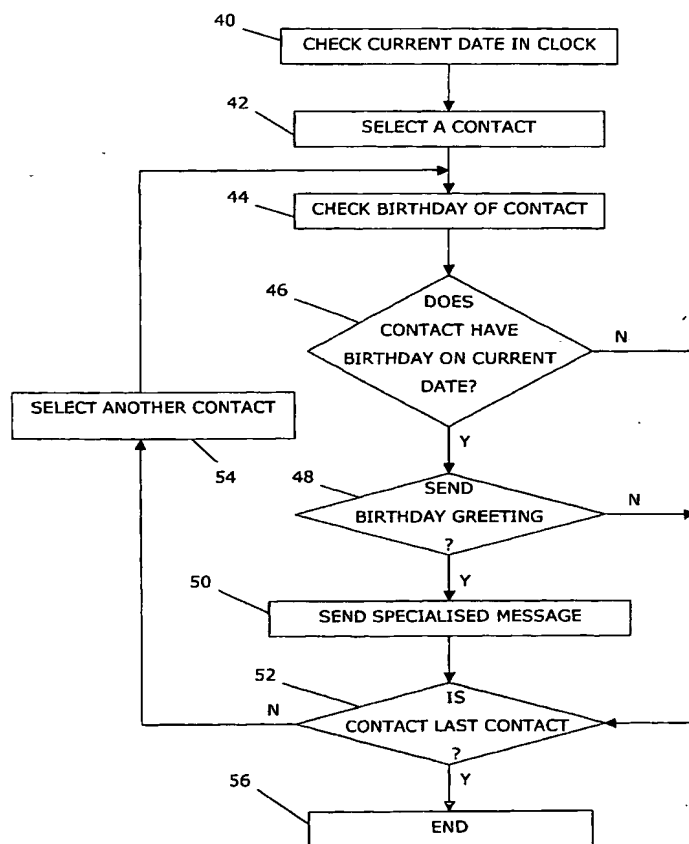 40
CHECK CURRENT DATE IN CLOCK
42
SELECT A CONTACT
44
CHECK BIRTHDAY OF CONTACT
46
DOES
CONTACT HAVE
BIRTHDAY ON CURRENT
DATE?
N
Y
SELECT ANOTHER CONTACT
54
48
SEND
BIRTHDAY GREETING
?
N
Y
50
SEND SPECIALISED MESSAGE
52
IS
CONTACT LAST CONTACT
?
N
Y
56
END